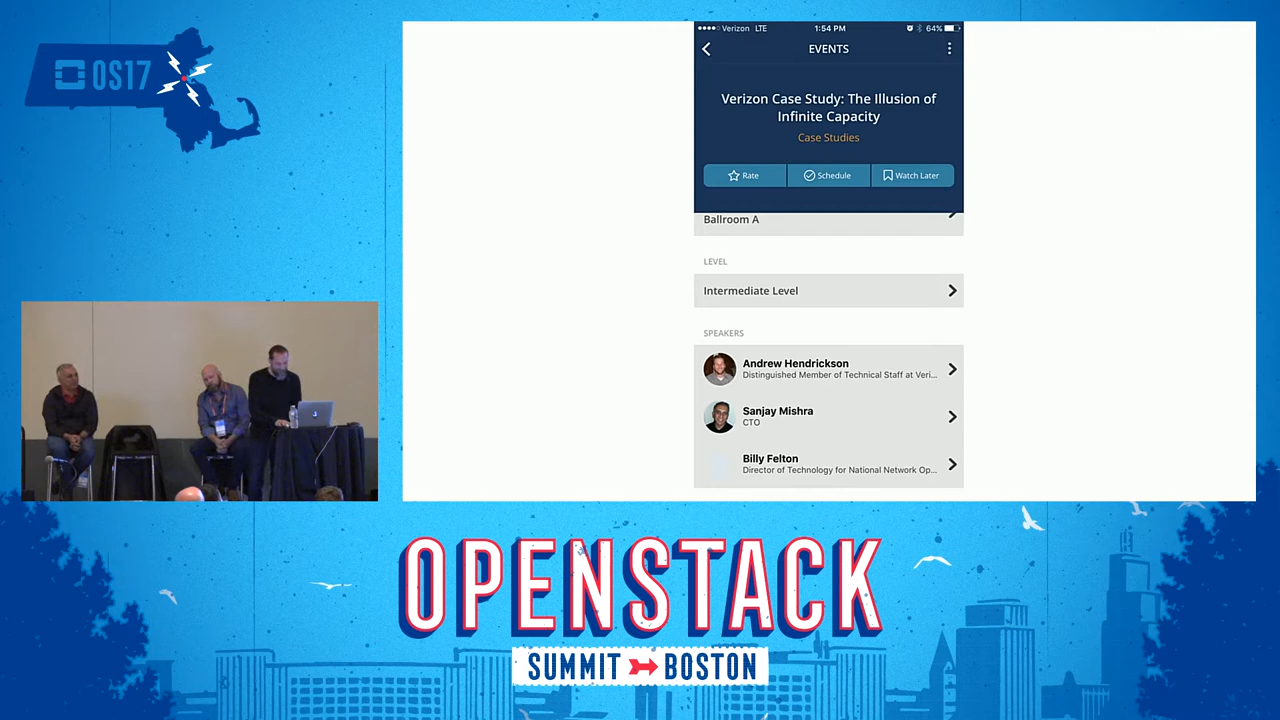 OS17
Verizon LTE
1:54 PM
64%
EVENTS
Verizon Case Study: The Illusion of
Infinite Capacity
Case Studies
Rate
Schedule
Watch Later
Ballroom A
LEVEL
Intermediate Level
SPEAKERS
Andrew Hendrickson
Distinguished Member of Technical Staff at Veri...
Sanjay Mishra
CTO
Billy Felton
Director of Technology for National Network Op...
OPENSTACK
SUMMIT BOSTON